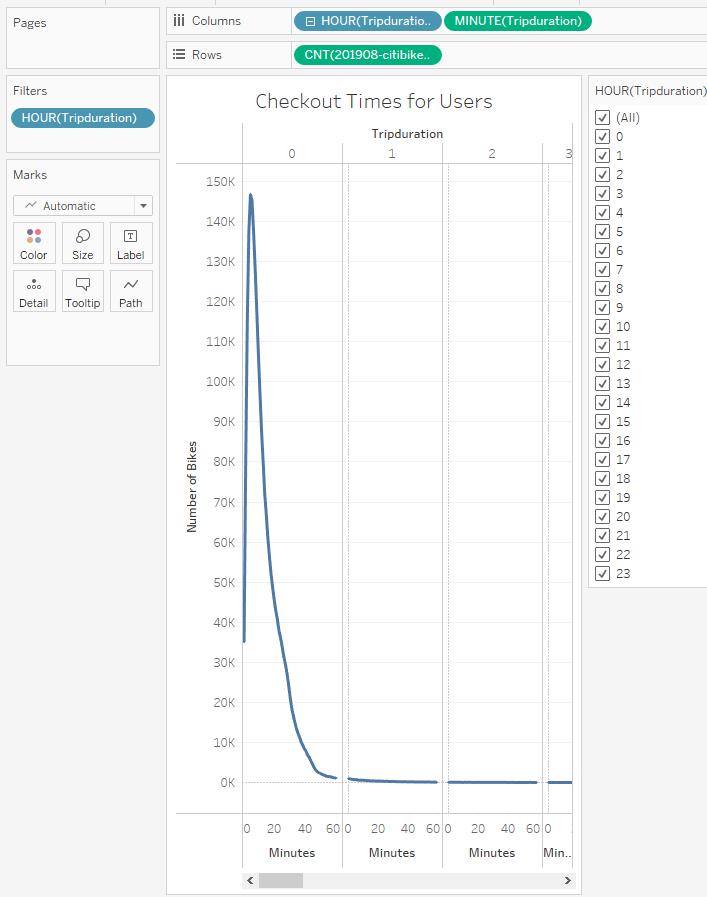 Pages
Columns
HOUR(Tripduratio..
MINUTE(Tripduration)
Rows
CNT(201908-citibike..
Filters
HOUR(Tripduration)
Marks
Automatic
Color
Size
Label
Detail
Tooltip
Path
Checkout Times for Users
Tripduration
0
1
2
3
150K
140K
130K
120K
110K
100K
90K
80K
70K
60K
50K
40K
30K
20K
10K
0K
Number of Bikes
0 20 40 60 0 20 40 60 0 20 40 60 0
Minutes
Minutes
Minutes
Min..
HOUR(Tripduration)
(All)
0
1
2
3
4
5
6
7
8
9
10
11
12
13
14
15
16
17
18
19
20
21
22
23